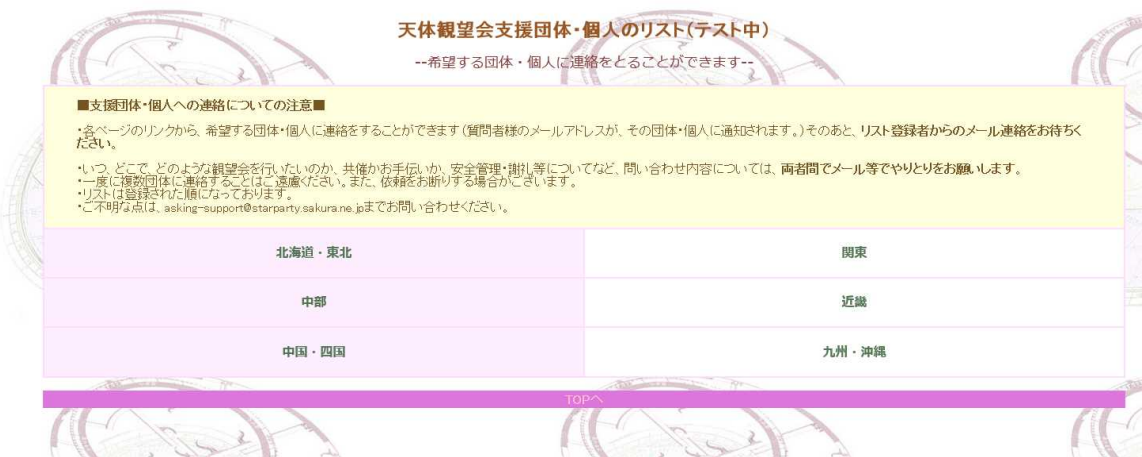 天体観望会支援団体・個人のリスト(テスト中)
--希望する団体・個人に連絡をとることができます--
■支援団体・個人への連絡についての注意■
・各ページのリンクから、希望する団体・個人に連絡をすることができます(質問者様のメールアドレスが、その団体・個人に通知されます。)そのあと、リスト登録者からのメール連絡をお待ちく
ださい。
・いつ、どこで、どのような観望会を行いたいのか、共催かお手伝いか、安全管理・謝礼等についてなど、問い合わせ内容については、両者間でメール等でやりとりをお願いします。
・一度に複数団体に連絡することはご遠慮ください。また、依頼をお断りする場合がございます。
・リストは登録された順になっております。
・ご不明な点は、asking-support@starparty.sakura.ne.jpまでお問い合わせください。
北海道・東北
関東
中部
近畿
中国・四国
九州・沖縄
TOPへ